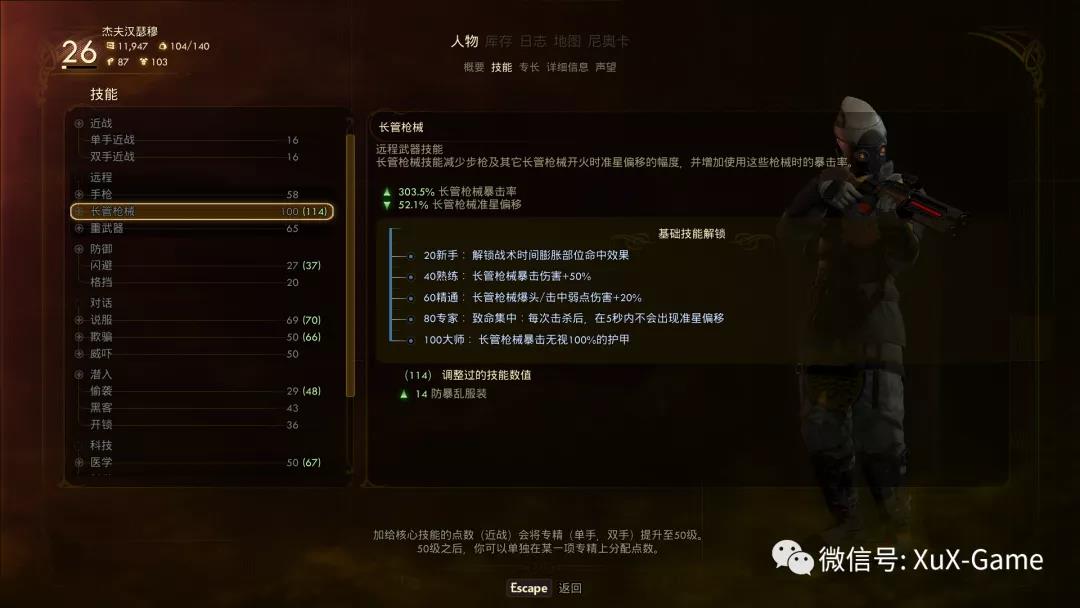 杰夫汉瑟穆
26
11,947 104/140
87 103
人物 库存 日志 地图 尼奥卡
概要 技能 专长 详细信息 声望
技能
近战
单手近战 16
双手近战 16
远程
手枪 58
长管枪械 100 (114)
重武器 65
防御
闪避 27 (37)
格挡 20
对话
说服 69 (70)
欺骗 50 (66)
威吓 50
潜入
偷袭 29 (48)
黑客 43
开锁 36
科技
医学 50 (67)
长管枪械
远程武器技能
长管枪械技能减少步枪及其它长管枪械开火时准星偏移的幅度，并增加使用这些枪械时的暴击率。
303.5% 长管枪械暴击率
52.1% 长管枪械准星偏移
基础技能解锁
20新手： 解锁战术时间膨胀部位命中效果
40熟练： 长管枪械暴击伤害+50%
60精通： 长管枪械爆头/击中弱点伤害+20%
80专家： 致命集中：每次击杀后，在5秒内不会出现准星偏移
100大师： 长管枪械暴击无视100%的护甲
(114) 调整过的技能数值
14 防暴乱服装
加给核心技能的点数（近战）会将专精（单手，双手）提升至50级。
50级之后，你可以单独在某一项专精上分配点数。
Escape 返回
微信号: XuX-Game